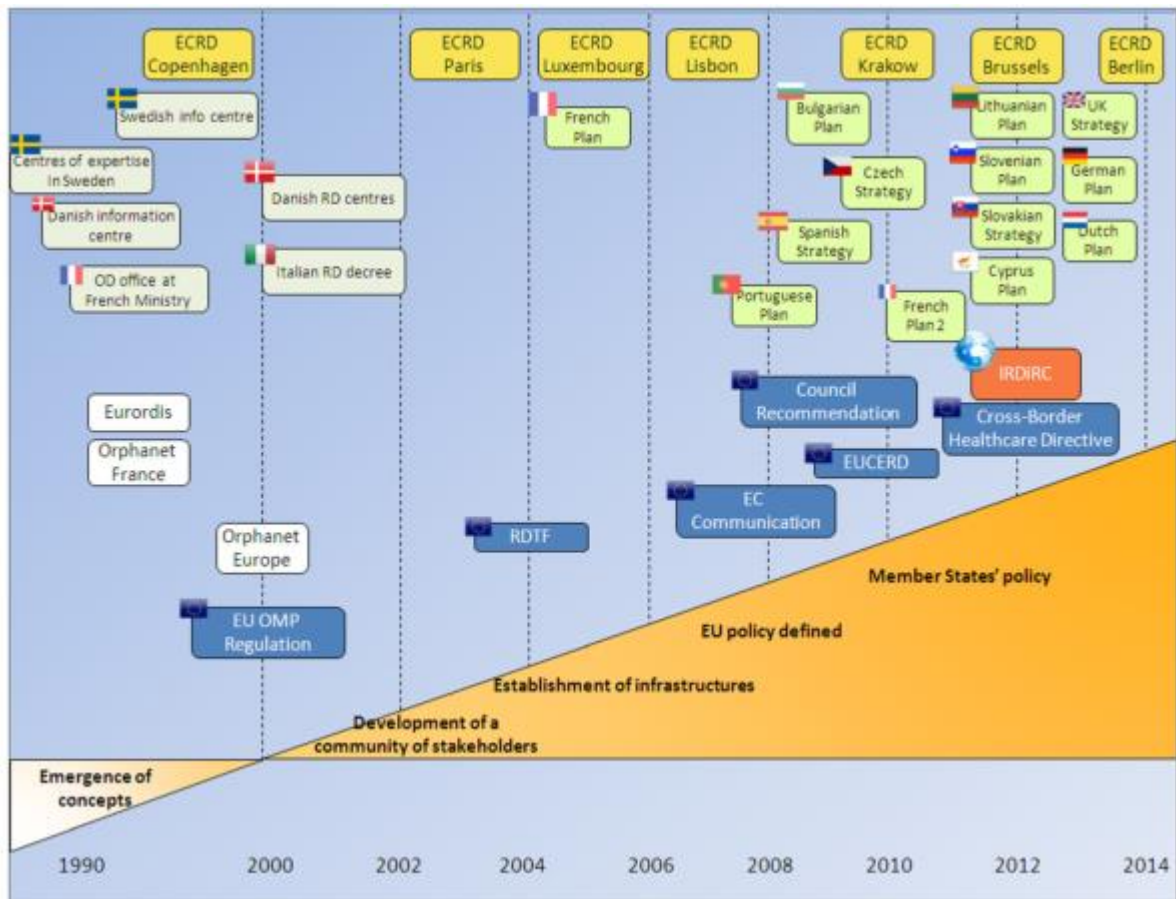 ECRD
Copenhagen
ECRD
Paris
ECRD
Luxembourg
ECRD
Lisbon
ECRD
Krakow
ECRD
Brussels
ECRD
Berlin
Swedish info centre
Centres of expertise
In Sweden
Danish information
centre
OD office at
French Ministry
Danish RD centres
Italian RD decree
French
Plan
Bulgarian
Plan
Czech
Strategy
Spanish
Strategy
Portuguese
Plan
French
Plan 2
Lithuanian
Plan
Slovenian
Plan
Slovakian
Strategy
Cyprus
Plan
UK
Strategy
German
Plan
Dutch
Plan
IRDiRC
Eurordis
Orphanet
France
Orphanet
Europe
EU OMP
Regulation
RDTF
EC
Communication
Council
Recommendation
EUCERD
Cross-Border
Healthcare Directive
Member States' policy
EU policy defined
Establishment of infrastructures
Development of a
community of stakeholders
Emergence of
concepts
1990
2000
2002
2004
2006
2008
2010
2012
2014